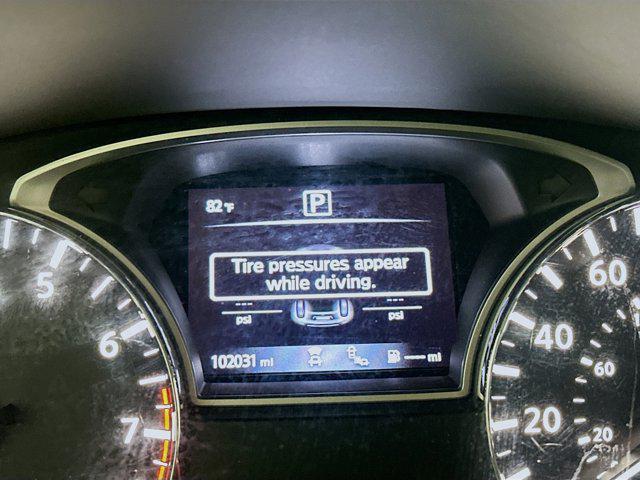 82°F
P
Tire pressures appear
while driving.
--- ---
psi psi
102031 mi --- mi
5
6
7
60
40
20
60
20